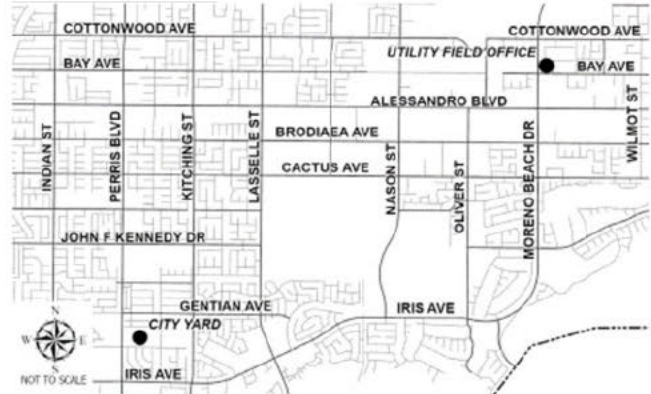 COTTONWOOD AVE
COTTONWOOD AVE
UTILITY FIELD OFFICE
BAY AVE
BAY AVE
ALESSANDRO BLVD
BRODIAEA AVE
CACTUS AVE
INDIAN ST
PERRIS BLVD
KITCHING ST
LASSELLE ST
NASON ST
OLIVER ST
MORENO BEACH DR
WILMOT ST
JOHN F KENNEDY DR
GENTIAN AVE
IRIS AVE
CITY YARD
N
W
E
S
NOT TO SCALE
IRIS AVE